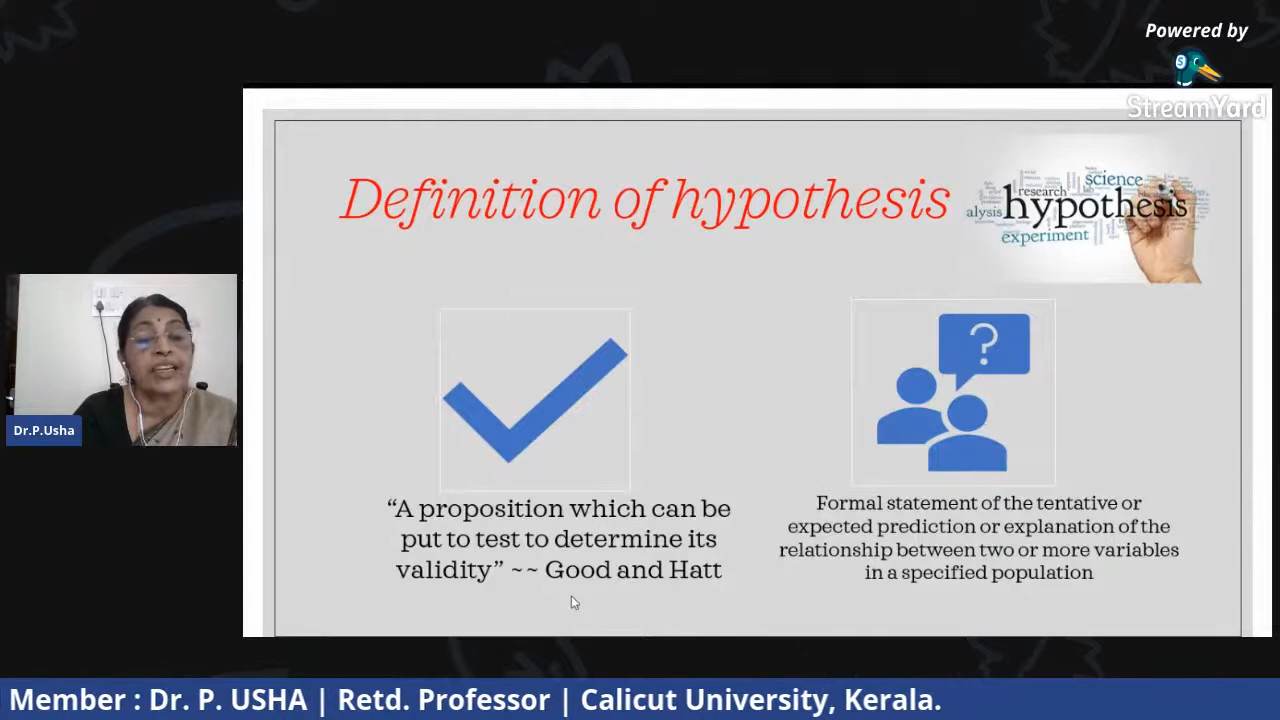 Powered by
StreamYard
Definition of hypothesis
science
research
alysis
hypothesis
experiment
Dr.P.Usha
“A proposition which can be
put to test to determine its
validity” ~~ Good and Hatt
Formal statement of the tentative or
expected prediction or explanation of the
relationship between two or more variables
in a specified population
Member : Dr. P. USHA | Retd. Professor | Calicut University, Kerala.